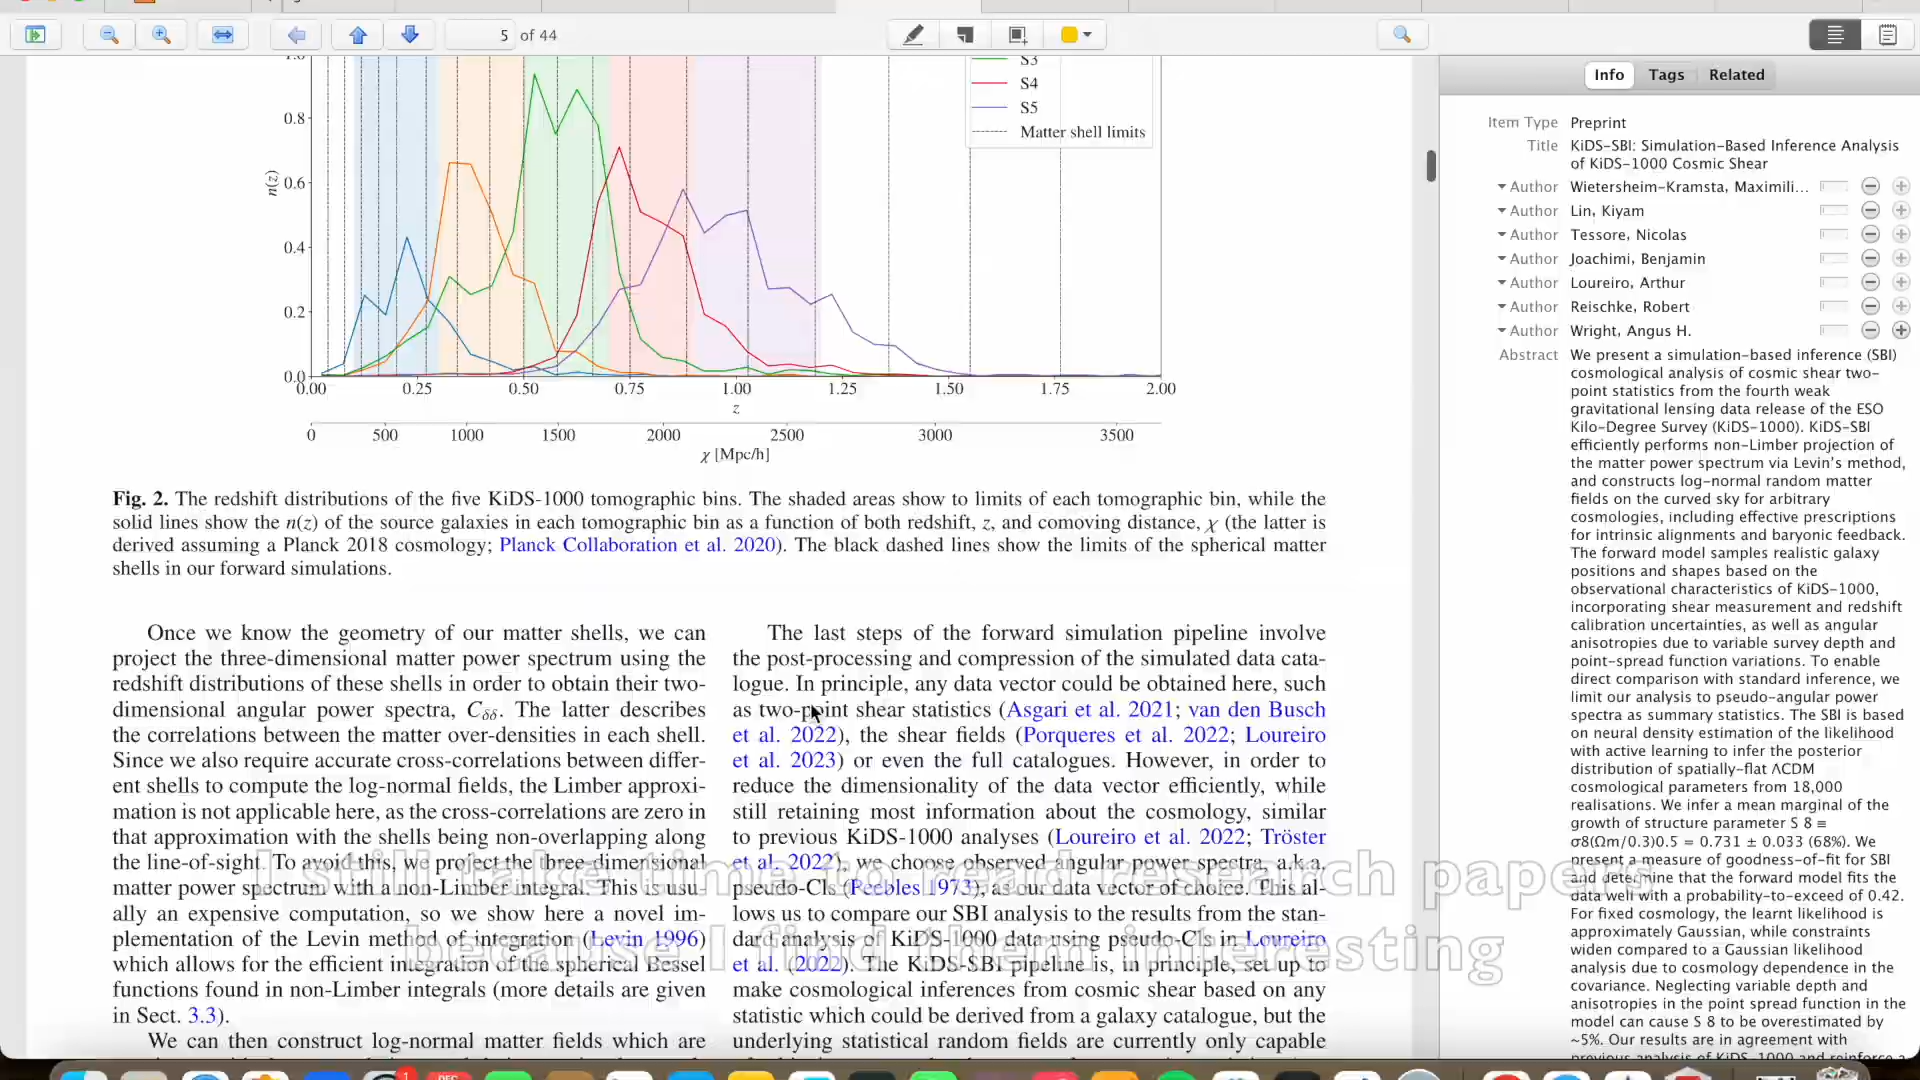 5 of 44
1.0
0.8
0.6
0.4
0.2
0.0
n(z)
S3
S4
S5
Matter shell limits
0.00 0.25 0.50 0.75 1.00 1.25 1.50 1.75 2.00
z
0 500 1000 1500 2000 2500 3000 3500
χ [Mpc/h]
Fig. 2. The redshift distributions of the five KiDS-1000 tomographic bins. The shaded areas show to limits of each tomographic bin, while the
solid lines show the n(z) of the source galaxies in each tomographic bin as a function of both redshift, z, and comoving distance, χ (the latter is
derived assuming a Planck 2018 cosmology; Planck Collaboration et al. 2020). The black dashed lines show the limits of the spherical matter
shells in our forward simulations.
Once we know the geometry of our matter shells, we can
project the three-dimensional matter power spectrum using the
redshift distributions of these shells in order to obtain their two-
dimensional angular power spectra, Cδδ. The latter describes
the correlations between the matter over-densities in each shell.
Since we also require accurate cross-correlations between differ-
ent shells to compute the log-normal fields, the Limber approxi-
mation is not applicable here, as the cross-correlations are zero in
that approximation with the shells being non-overlapping along
the line-of-sight. To avoid this, we project the three-dimensional
matter power spectrum with a non-Limber integral. This is usu-
ally an expensive computation, so we show here a novel im-
plementation of the Levin method of integration (Levin 1996)
which allows for the efficient integration of the spherical Bessel
functions found in non-Limber integrals (more details are given
in Sect. 3.3).
We can then construct log-normal matter fields which are
The last steps of the forward simulation pipeline involve
the post-processing and compression of the simulated data cata-
logue. In principle, any data vector could be obtained here, such
as two-point shear statistics (Asgari et al. 2021; van den Busch
et al. 2022), the shear fields (Porqueres et al. 2022; Loureiro
et al. 2023) or even the full catalogues. However, in order to
reduce the dimensionality of the data vector efficiently, while
still retaining most information about the cosmology, similar
to previous KiDS-1000 analyses (Loureiro et al. 2022; Tröster
et al. 2022), we choose observed angular power spectra, a.k.a.
pseudo-Cls (Peebles 1973), as our data vector of choice. This al-
lows us to compare our SBI analysis to the results from the stan-
dard analysis of KiDS-1000 data using pseudo-Cls in Loureiro
et al. (2022). The KiDS-SBI pipeline is, in principle, set up to
make cosmological inferences from cosmic shear based on any
statistic which could be derived from a galaxy catalogue, but the
underlying statistical random fields are currently only capable
I still take time to read research papers
because I find them interesting
Info Tags Related
Item Type Preprint
Title KiDS-SBI: Simulation-Based Inference Analysis
of KiDS-1000 Cosmic Shear
Author Wietersheim-Kramsta, Maximili...
Author Lin, Kiyam
Author Tessore, Nicolas
Author Joachimi, Benjamin
Author Loureiro, Arthur
Author Reischke, Robert
Author Wright, Angus H.
Abstract We present a simulation-based inference (SBI)
cosmological analysis of cosmic shear two-
point statistics from the fourth weak
gravitational lensing data release of the ESO
Kilo-Degree Survey (KiDS-1000). KiDS-SBI
efficiently performs non-Limber projection of
the matter power spectrum via Levin's method,
and constructs log-normal random matter
fields on the curved sky for arbitrary
cosmologies, including effective prescriptions
for intrinsic alignments and baryonic feedback.
The forward model samples realistic galaxy
positions and shapes based on the
observational characteristics of KiDS-1000,
incorporating shear measurement and redshift
calibration uncertainties, as well as angular
anisotropies due to variable survey depth and
point-spread function variations. To enable
direct comparison with standard inference, we
limit our analysis to pseudo-angular power
spectra as summary statistics. The SBI is based
on neural density estimation of the likelihood
with active learning to infer the posterior
distribution of spatially-flat ΛCDM
cosmological parameters from 18,000
realisations. We infer a mean marginal of the
growth of structure parameter S 8 ≡
σ8(Ωm/0.3)0.5 = 0.731 ± 0.033 (68%). We
present a measure of goodness-of-fit for SBI
and determine that the forward model fits the
data well with a probability-to-exceed of 0.42.
For fixed cosmology, the learnt likelihood is
approximately Gaussian, while constraints
widen compared to a Gaussian likelihood
analysis due to cosmology dependence in the
covariance. Neglecting variable depth and
anisotropies in the point spread function in the
model can cause S 8 to be overestimated by
~5%. Our results are in agreement with
previous analysis of KiDS-1000 and reinforce a
1
DEC